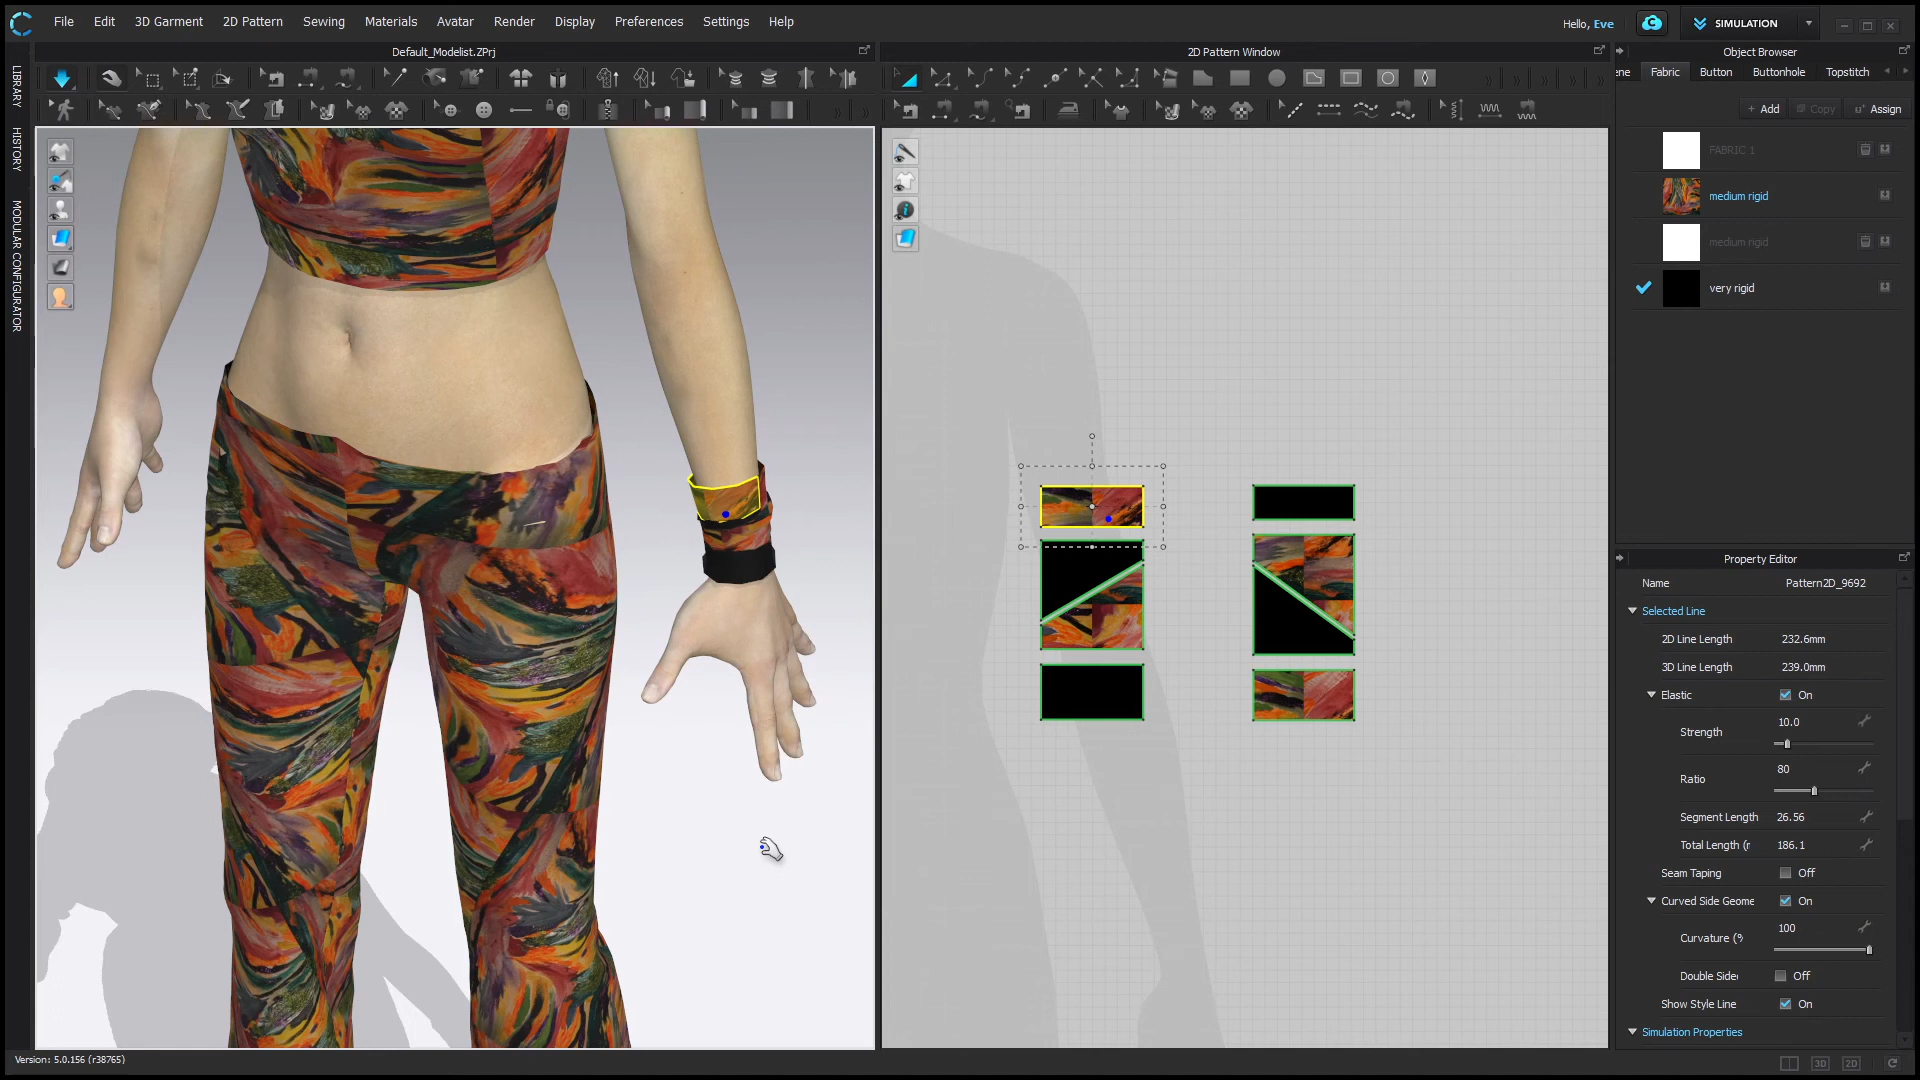 File Edit 3D Garment 2D Pattern Sewing Materials Avatar Render Display Preferences Settings Help
Hello, Eve
SIMULATION
Default_Modelist.ZPrj
2D Pattern Window
Object Browser
ene Fabric Button Buttonhole Topstitch
+ Add Copy Assign
LIBRARY
HISTORY
MODULAR CONFIGURATOR
FABRIC 1
medium rigid
medium rigid
very rigid
Property Editor
Name Pattern2D_9692
Selected Line
2D Line Length 232.6mm
3D Line Length 239.0mm
Elastic On
Strength 10.0
Ratio 80
Segment Length 26.56
Total Length (r 186.1
Seam Taping Off
Curved Side Geome On
Curvature (% 100
Double Side Off
Show Style Line On
Simulation Properties
Version: 5.0.156 (r38765)
3D 2D